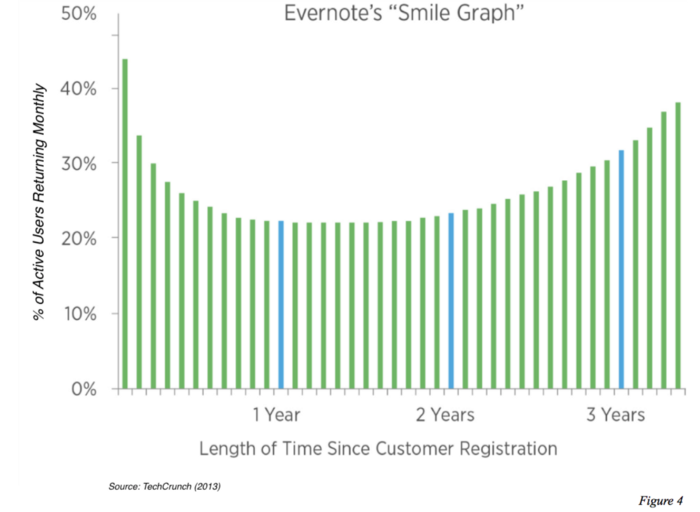 Evernote’s “Smile Graph”
50%
40%
30%
20%
10%
0%
% of Active Users Returning Monthly
1 Year 2 Years 3 Years
Length of Time Since Customer Registration
Source: TechCrunch (2013)
Figure 4